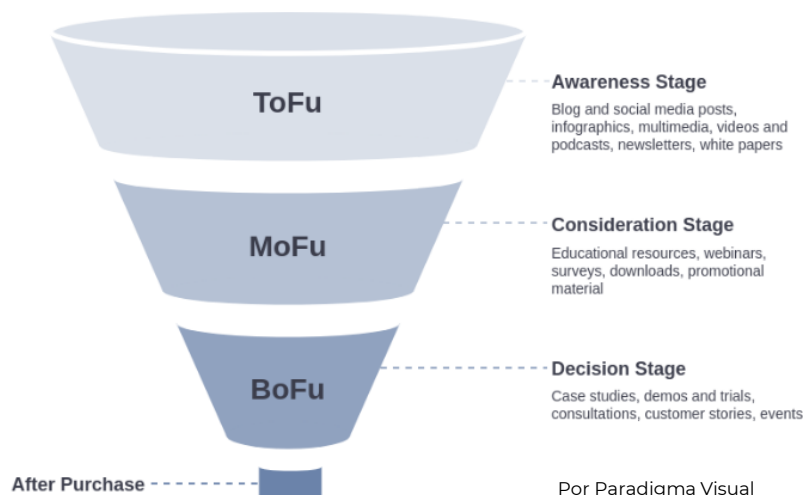 ToFu
Awareness Stage
Blog and social media posts,
infographics, multimedia, videos and
podcasts, newsletters, white papers
MoFu
Consideration Stage
Educational resources, webinars,
surveys, downloads, promotional
material
BoFu
Decision Stage
Case studies, demos and trials,
consultations, customer stories, events
After Purchase
Por Paradigma Visual